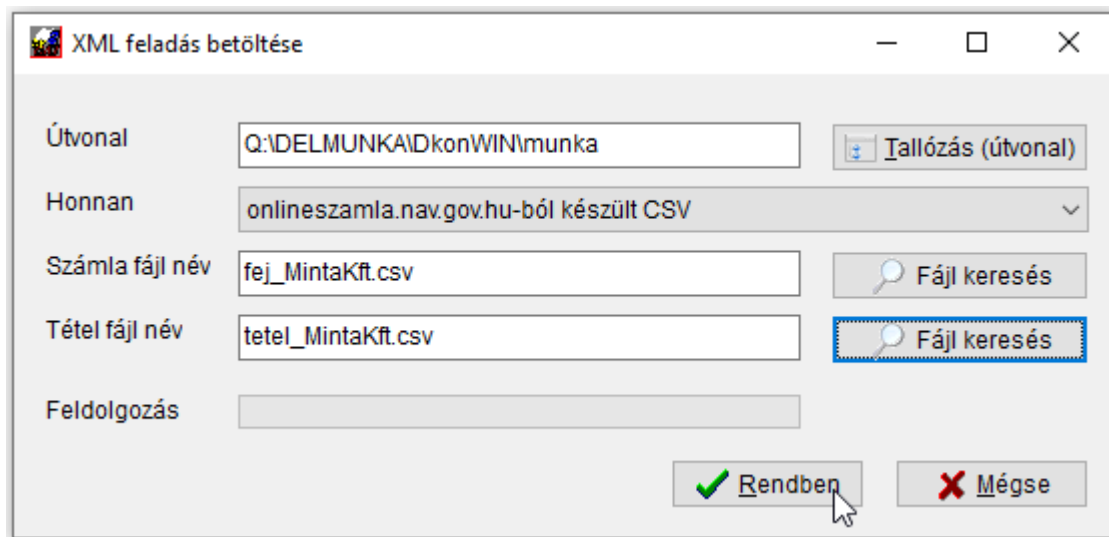 XML feladás betöltése
Útvonal
Q:\DELMUNKA\DkonWIN\munka
Tallózás (útvonal)
Honnan
onlineszamla.nav.gov.hu-ból készült CSV
Számla fájl név
fej_MintaKft.csv
Fájl keresés
Tétel fájl név
tetel_MintaKft.csv
Fájl keresés
Feldolgozás
Rendben
Mégse